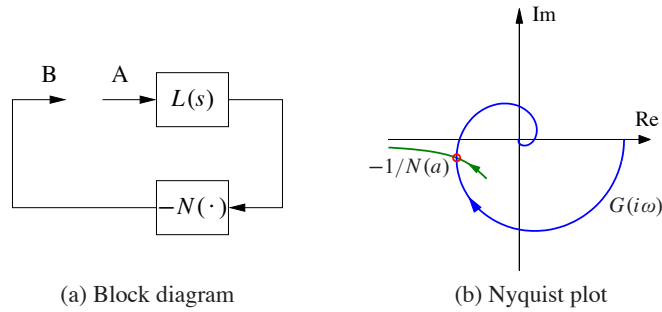 B
A
L(s)
−N(·)
(a) Block diagram
Im
Re
−1/N(a)
G(iω)
(b) Nyquist plot